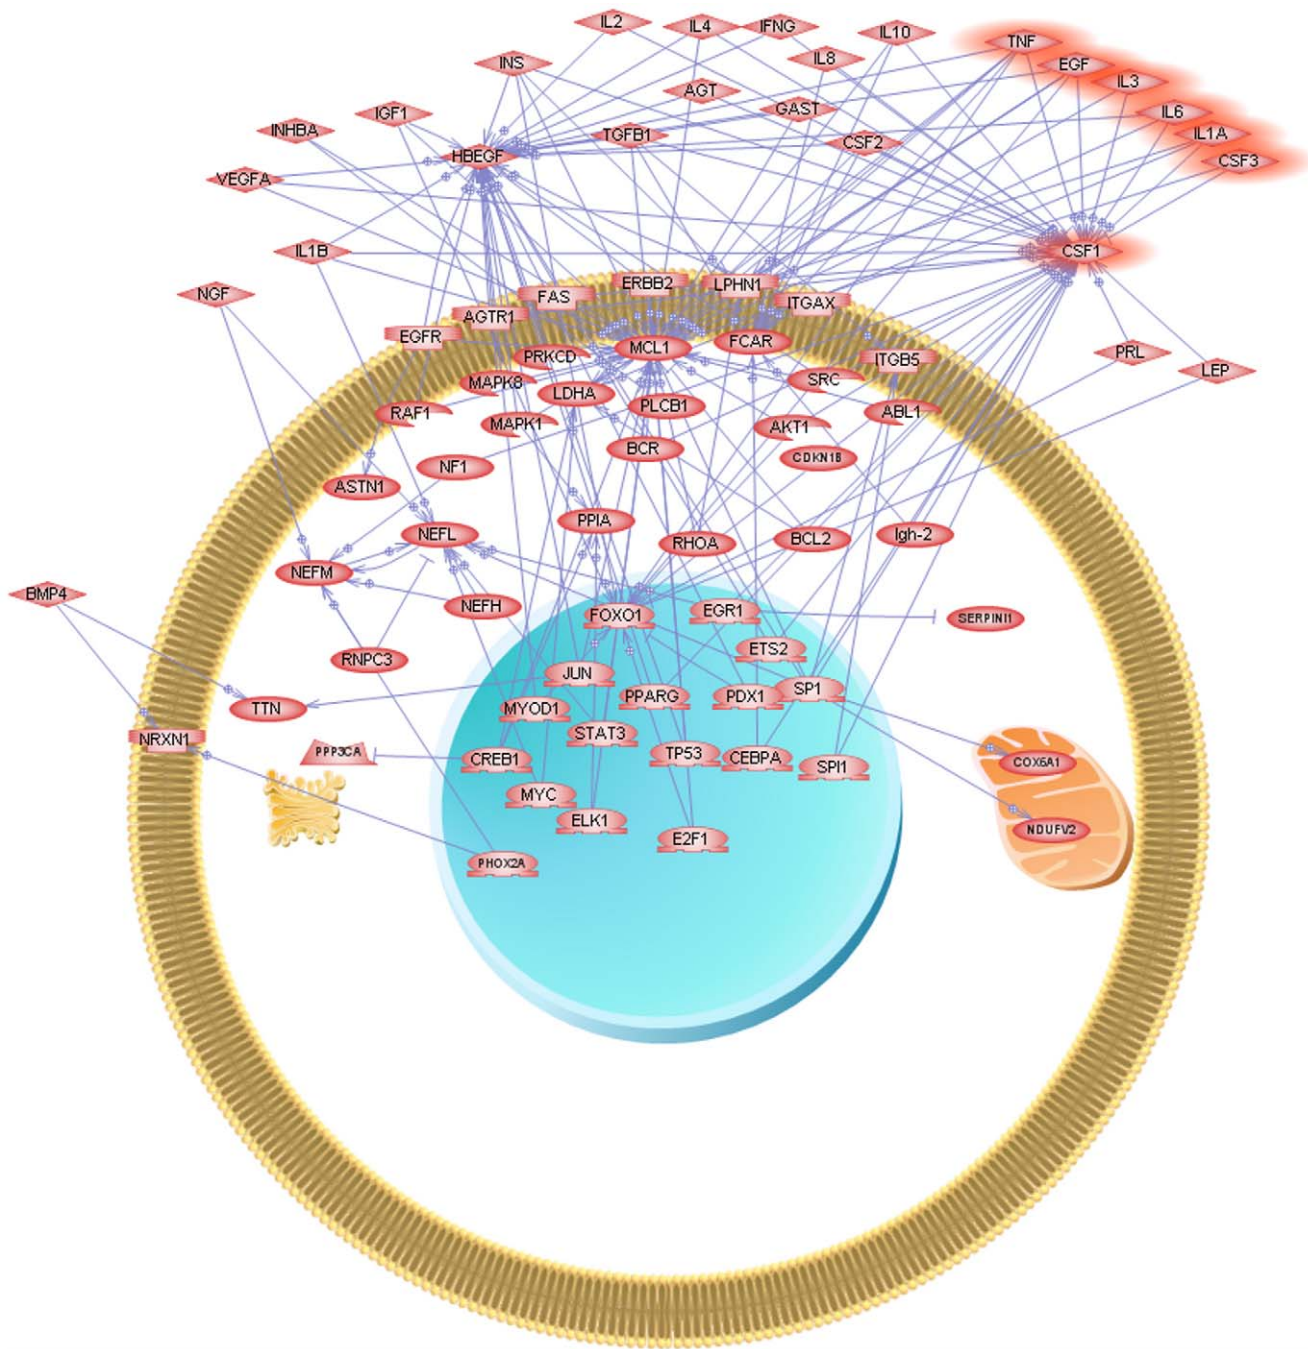 IL2
IL4
IFNG
IL10
TNF
INS
IL8
EGF
IL3
AGT
IGF1
GAST
IL6
INHBA
TGFB1
CSF2
IL1A
HBEGF
CSF3
VEGFA
IL1B
CSF1
NGF
ERBB2
LPHN1
FAS
ITGAX
AGTR1
EGFR
PRKCD
MCL1
FCAR
ITGB5
PRL
LEP
MAPK8
LDHA
SRC
RAF1
MAPK1
PLCB1
AKT1
ABL1
NF1
BCR
CDKN1B
ASTN1
NEFL
PPIA
RHOA
BCL2
Igh-2
NEFM
BMP4
NEFH
FOXO1
EGR1
SERPINI1
RNPC3
JUN
ETS2
TTN
MYOD1
PPARG
PDX1
SP1
NRXN1
PPP3CA
CREB1
STAT3
TP53
CEBPA
SPI1
COX6A1
MYC
ELK1
E2F1
NDUFV2
PHOX2A